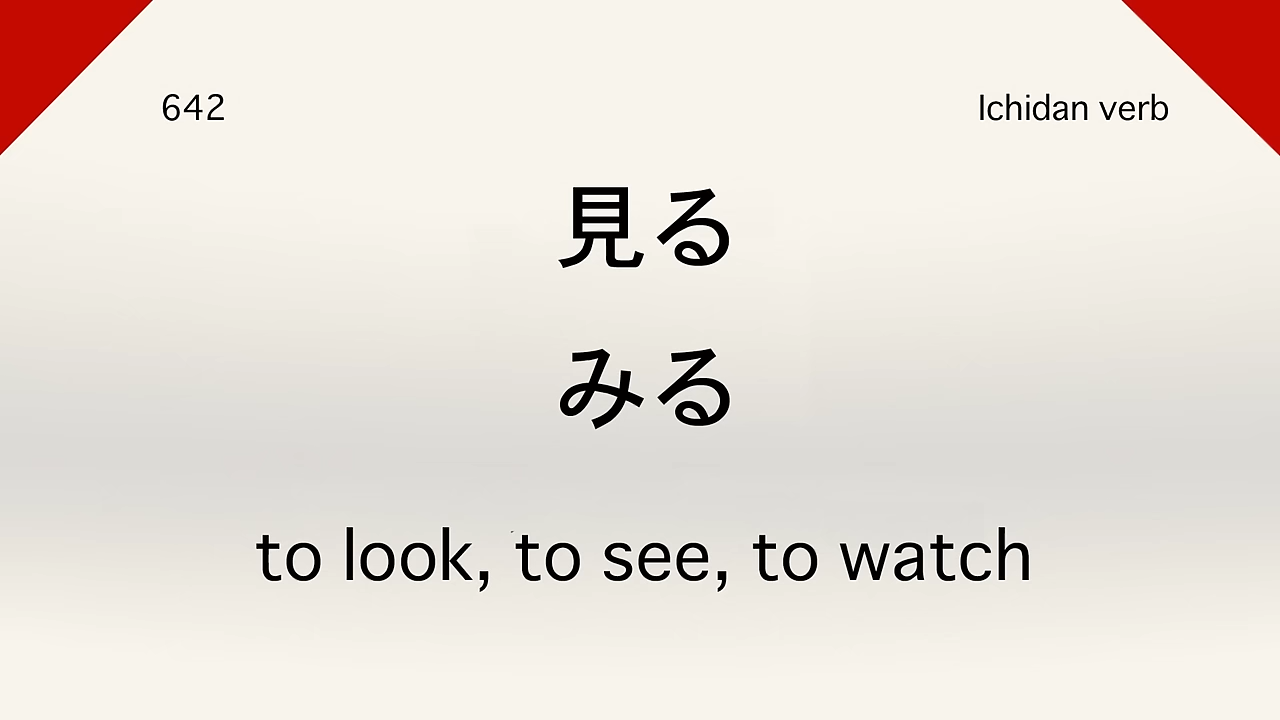 642
Ichidan verb
見る
みる
to look, to see, to watch